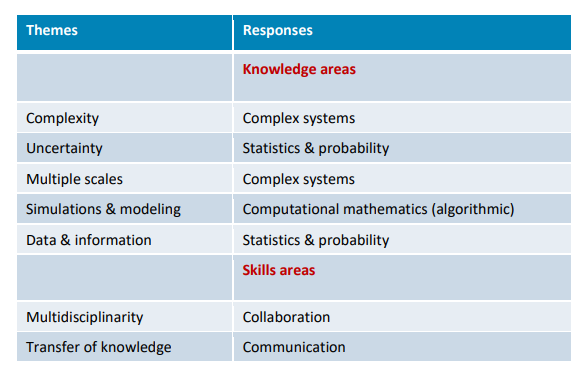 Themes Responses
Knowledge areas
Complexity Complex systems
Uncertainty Statistics & probability
Multiple scales Complex systems
Simulations & modeling Computational mathematics (algorithmic)
Data & information Statistics & probability
Skills areas
Multidisciplinarity Collaboration
Transfer of knowledge Communication